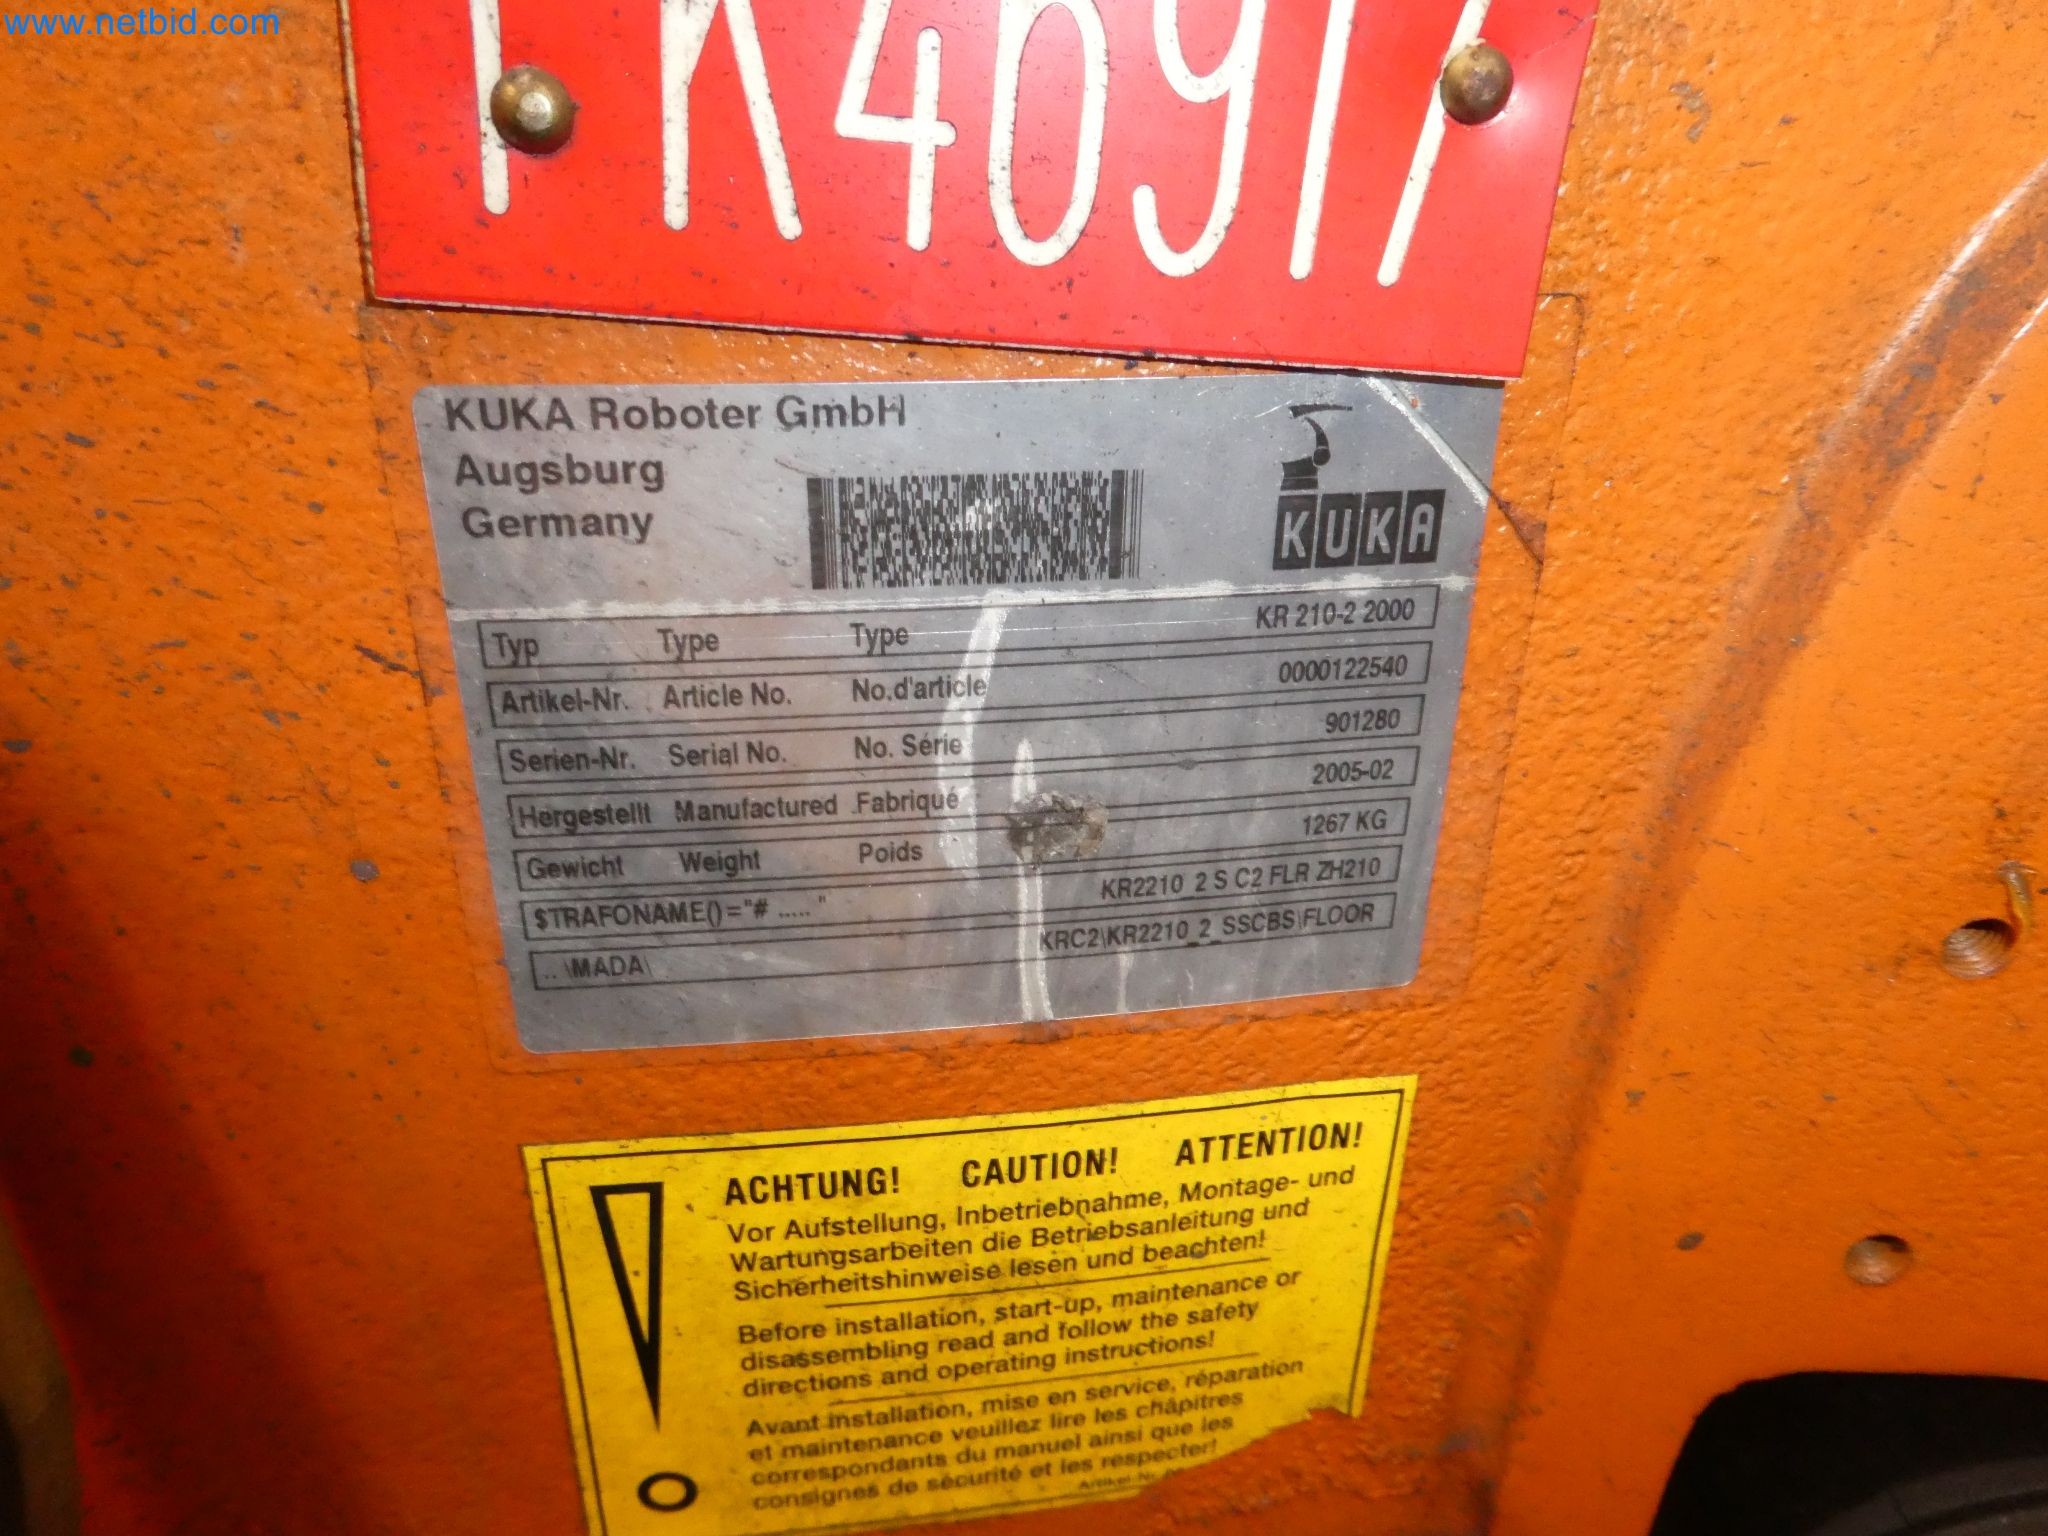 www.netbid.com
K46917
KUKA Roboter GmbH
Augsburg
Germany
KUKA
Typ Type Type KR 210-2 2000
Artikel-Nr. Article No. No.d'article 0000122540
Serien-Nr. Serial No. No. Série 901280
Hergestellt Manufactured Fabriqué 2005-02
Gewicht Weight Poids 1267 KG
$TRAFONAME()="# ..... " KR2210_2 S C2 FLR ZH210
.. \MADA\ KRC2\KR2210_2_SSCBS\FLOOR
ACHTUNG! CAUTION! ATTENTION!
Vor Aufstellung, Inbetriebnahme, Montage- und
Wartungsarbeiten die Betriebsanleitung und
Sicherheitshinweise lesen und beachten!
Before installation, start-up, maintenance or
disassembling read and follow the safety
directions and operating instructions!
Avant installation, mise en service, réparation
et maintenance veuillez lire les chapitres
correspondants du manuel ainsi que les
consignes de sécurité et les respecter!
Artikel-Nr.